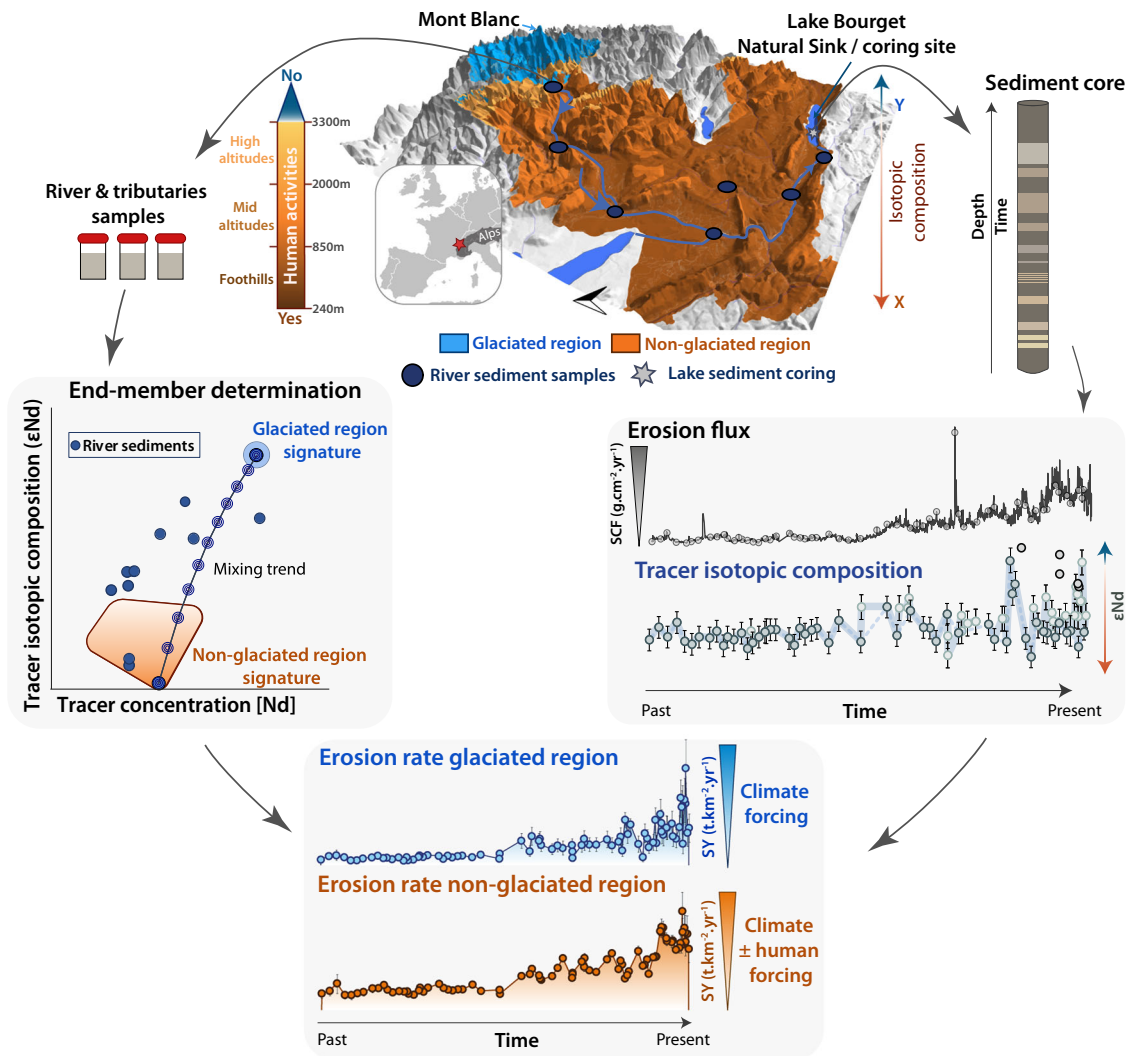 Mont Blanc
Lake Bourget
Natural Sink / coring site
Sediment core
No
3300m
High
altitudes
2000m
Mid
altitudes
850m
Foothills
240m
Yes
Human activities
River & tributaries
samples
Alps
Y
Isotopic
composition
X
Depth
Time
Glaciated region
Non-glaciated region
River sediment samples
Lake sediment coring
End-member determination
Tracer isotopic composition (εNd)
River sediments
Glaciated region
signature
Mixing trend
Non-glaciated region
signature
Tracer concentration [Nd]
Erosion flux
SCF (g.cm⁻².yr⁻¹)
Tracer isotopic composition
εNd
Past
Time
Present
Erosion rate glaciated region
SY (t.km⁻².yr⁻¹)
Climate
forcing
Erosion rate non-glaciated region
SY (t.km⁻².yr⁻¹)
Climate
± human
forcing
Past
Time
Present